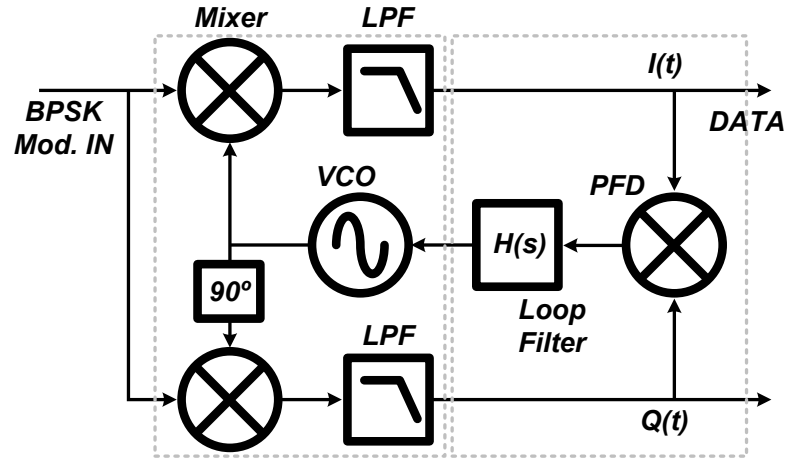 Mixer
LPF
I(t)
BPSK
Mod. IN
DATA
VCO
PFD
H(s)
90º
Loop
Filter
LPF
Q(t)